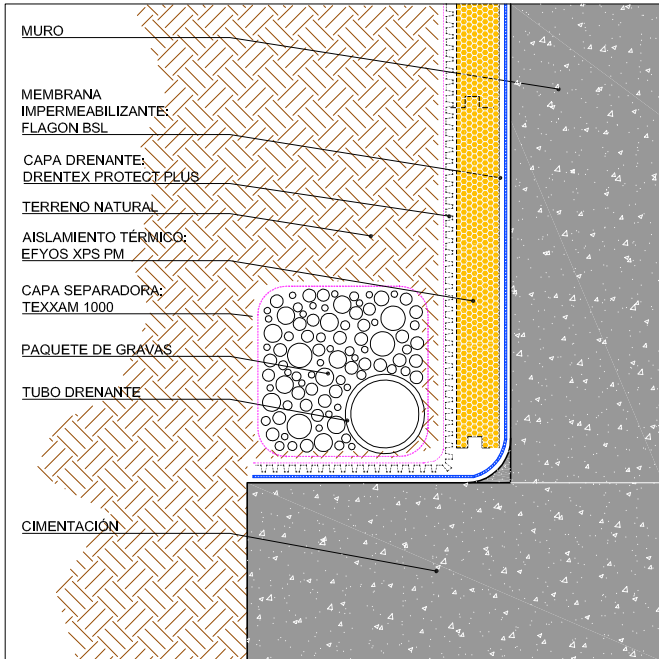 MURO
MEMBRANA
IMPERMEABILIZANTE:
FLAGON BSL
CAPA DRENANTE:
DRENTEX PROTECT PLUS
TERRENO NATURAL
AISLAMIENTO TÉRMICO:
EFYOS XPS PM
CAPA SEPARADORA:
TEXXAM 1000
PAQUETE DE GRAVAS
TUBO DRENANTE
CIMENTACIÓN